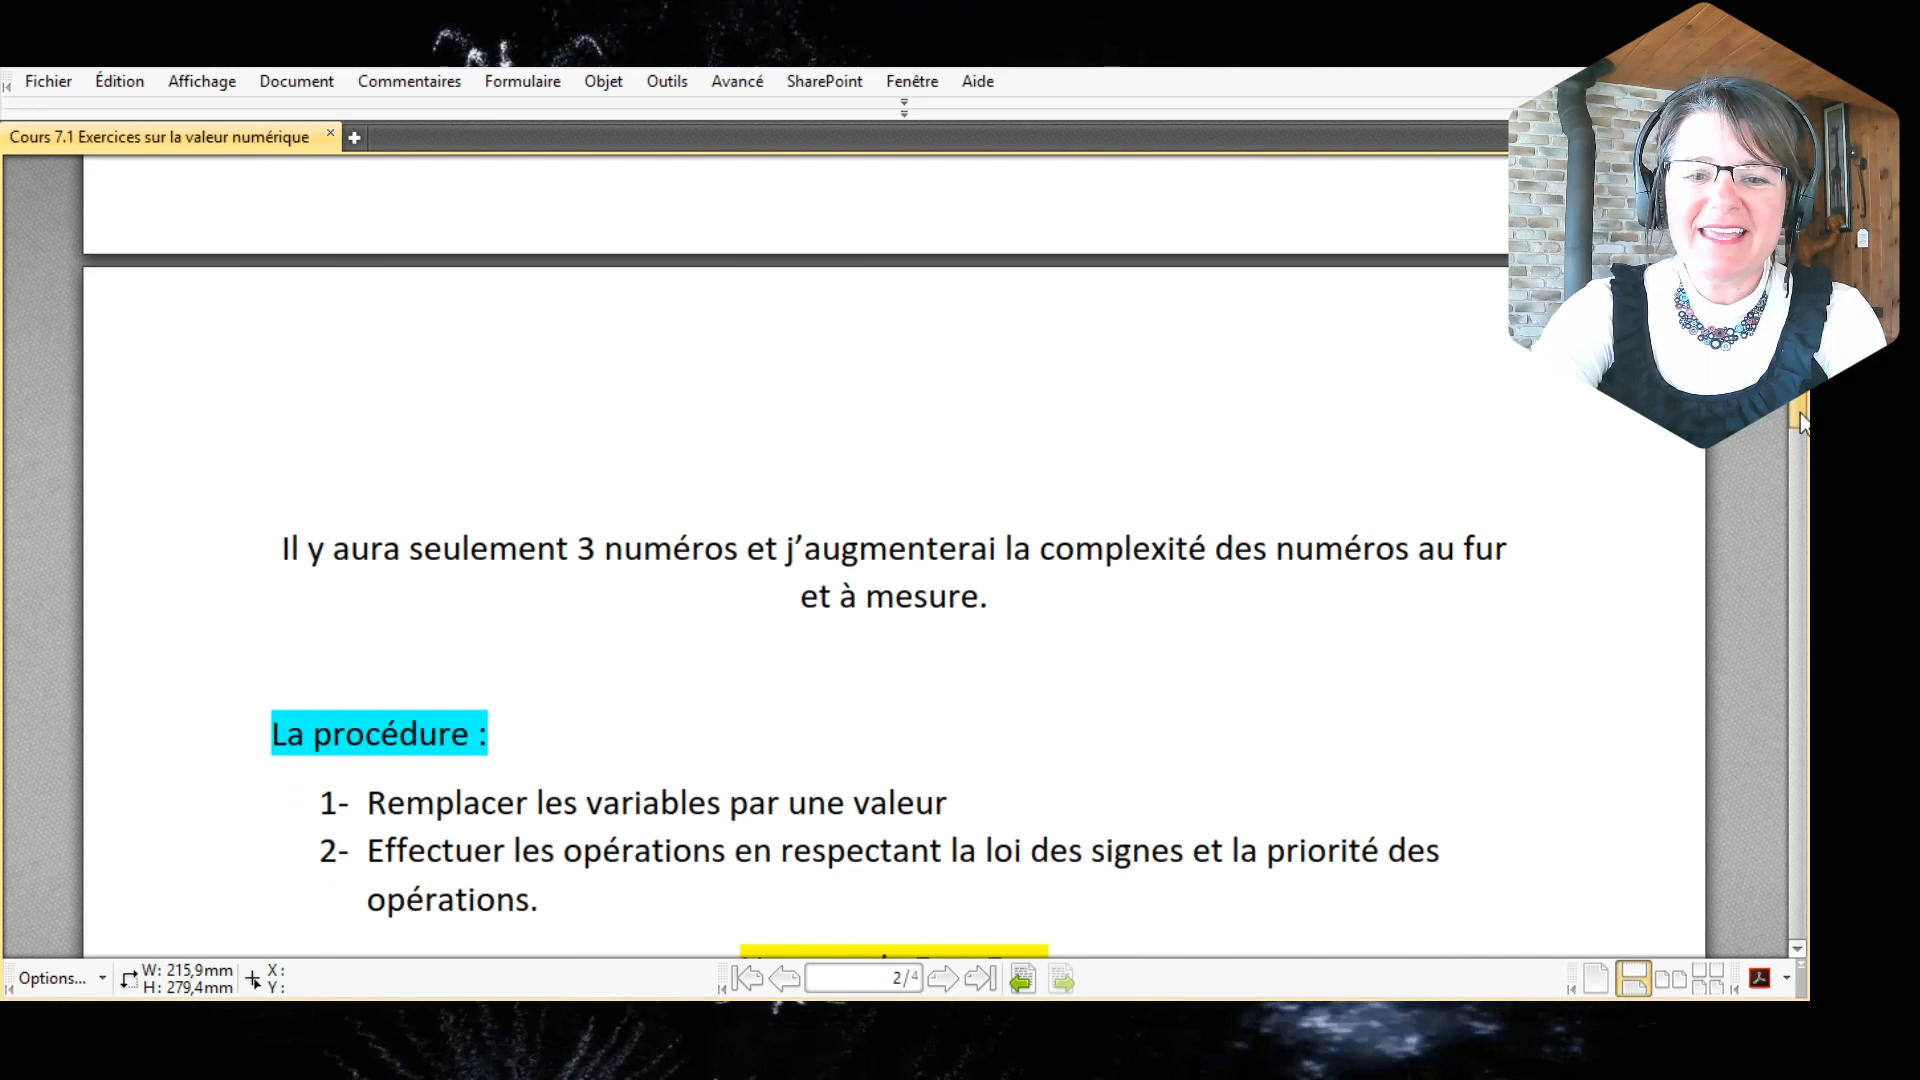 Fichier Édition Affichage Document Commentaires Formulaire Objet Outils Avancé SharePoint Fenêtre Aide
Cours 7.1 Exercices sur la valeur numérique
Il y aura seulement 3 numéros et j’augmenterai la complexité des numéros au fur
et à mesure.
La procédure :
1- Remplacer les variables par une valeur
2- Effectuer les opérations en respectant la loi des signes et la priorité des
opérations.
Options...
W: 215,9mm
H: 279,4mm
X:
Y:
2/4